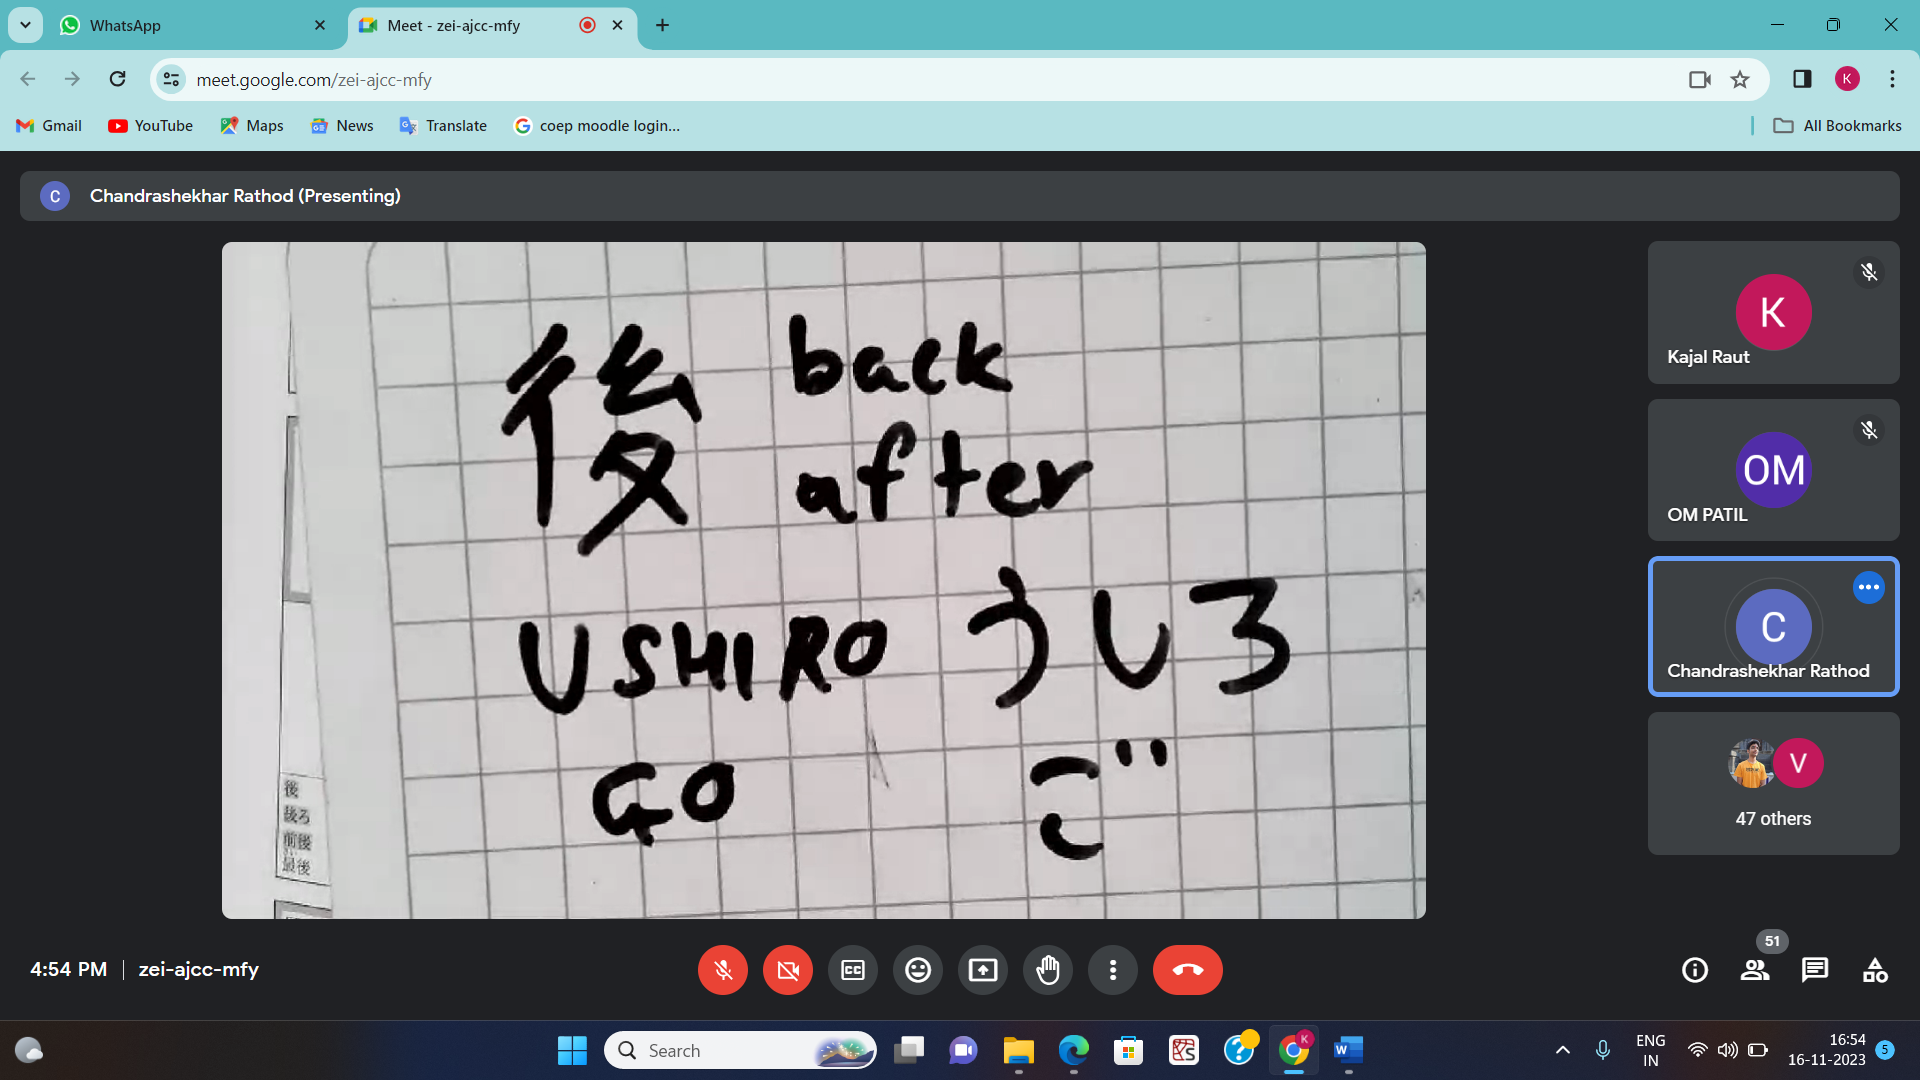 WhatsApp
Meet - zei-ajcc-mfy
meet.google.com/zei-ajcc-mfy
K
Gmail
YouTube
Maps
News
Translate
coep moodle login...
All Bookmarks
C
Chandrashekhar Rathod (Presenting)
後 back
after
USHIRO うしろ
GO ご
後
後ろ
前後
最後
K
Kajal Raut
OM
OM PATIL
C
Chandrashekhar Rathod
V
47 others
4:54 PM | zei-ajcc-mfy
CC
51
Search
K
W
ENG
IN
16:54
16-11-2023
5